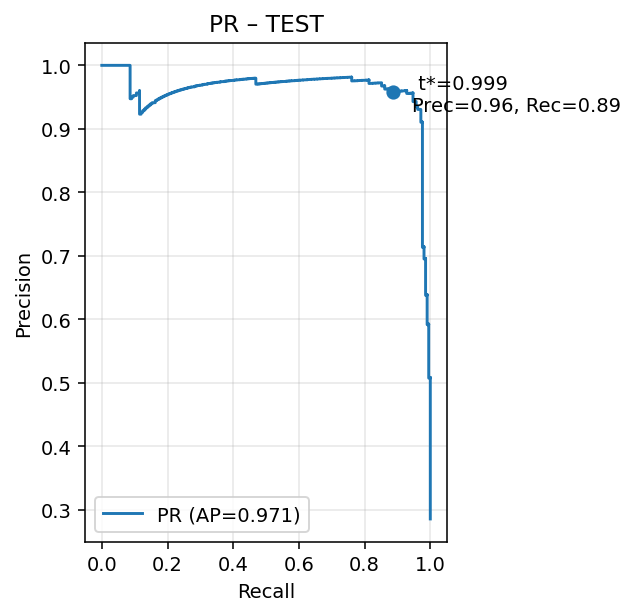 PR – TEST
1.0
0.9
0.8
0.7
0.6
0.5
0.4
0.3
Precision
t*=0.999
Prec=0.96, Rec=0.89
PR (AP=0.971)
0.0 0.2 0.4 0.6 0.8 1.0
Recall